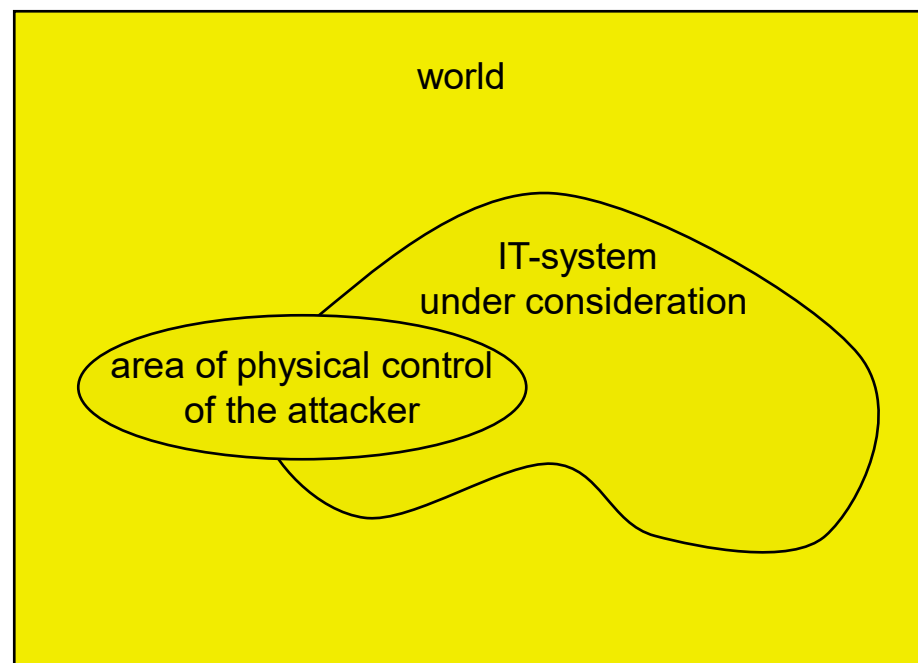 world
IT-system
under consideration
area of physical control
of the attacker